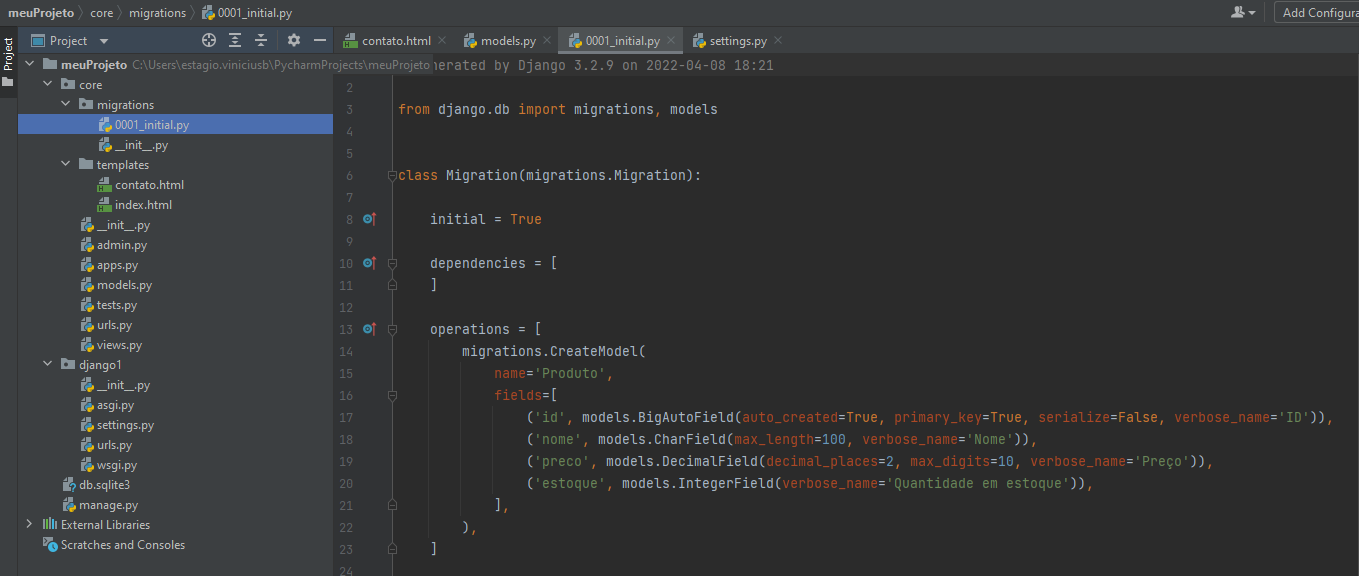 meuProjeto core migrations 0001_initial.py
Add Configura
Project
Project
contato.html
models.py
0001_initial.py
settings.py
meuProjeto C:\Users\estagio.viniciusb\PycharmProjects\meuProjeto
core
migrations
0001_initial.py
__init__.py
templates
contato.html
index.html
__init__.py
admin.py
apps.py
models.py
tests.py
urls.py
views.py
django1
__init__.py
asgi.py
settings.py
urls.py
wsgi.py
db.sqlite3
manage.py
External Libraries
Scratches and Consoles
nerated by Django 3.2.9 on 2022-04-08 18:21
2
3 from django.db import migrations, models
4
5
6 class Migration(migrations.Migration):
7
8 initial = True
9
10 dependencies = [
11 ]
12
13 operations = [
14 migrations.CreateModel(
15 name='Produto',
16 fields=[
17 ('id', models.BigAutoField(auto_created=True, primary_key=True, serialize=False, verbose_name='ID')),
18 ('nome', models.CharField(max_length=100, verbose_name='Nome')),
19 ('preco', models.DecimalField(decimal_places=2, max_digits=10, verbose_name='Preço')),
20 ('estoque', models.IntegerField(verbose_name='Quantidade em estoque')),
21 ],
22 ),
23 ]
24